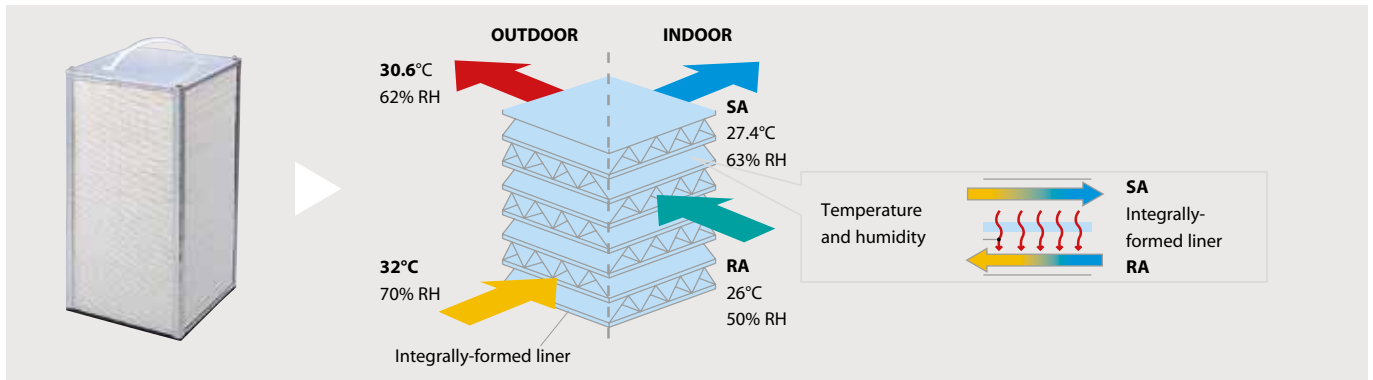 OUTDOOR
INDOOR
30.6°C
62% RH
SA
27.4°C
63% RH
32°C
70% RH
RA
26°C
50% RH
Integrally-formed liner
Temperature
and humidity
SA
Integrally-
formed liner
RA